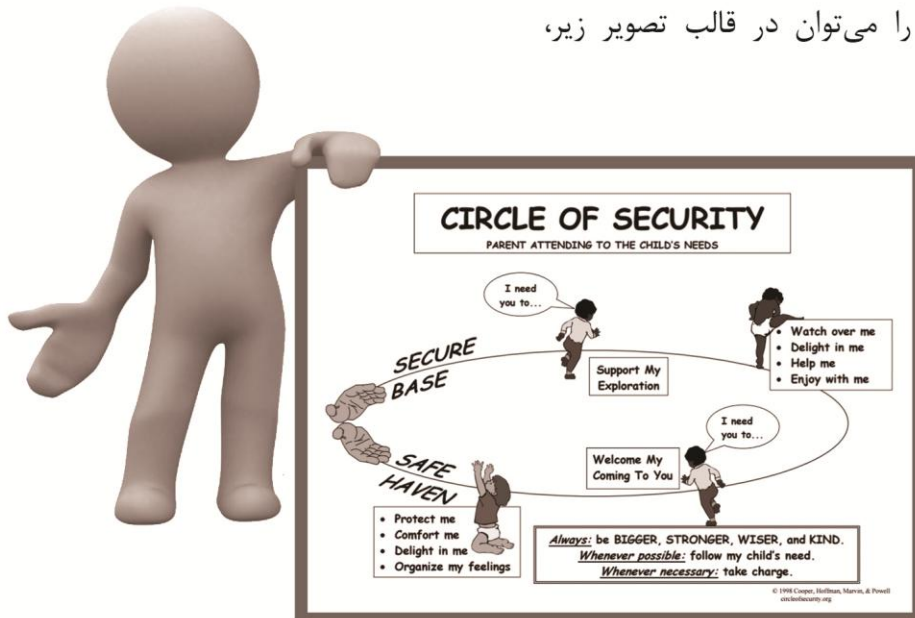 را می‌توان در قالب تصویر زیر،
CIRCLE OF SECURITY
PARENT ATTENDING TO THE CHILD'S NEEDS
I need
you to...
SECURE
BASE
Support My
Exploration
• Watch over me
• Delight in me
• Help me
• Enjoy with me
I need
you to...
Welcome My
Coming To You
SAFE
HAVEN
• Protect me
• Comfort me
• Delight in me
• Organize my feelings
Always: be BIGGER, STRONGER, WISER, and KIND.
Whenever possible: follow my child's need.
Whenever necessary: take charge.
© 1998 Cooper, Hoffman, Marvin, & Powell
circleofsecurity.org